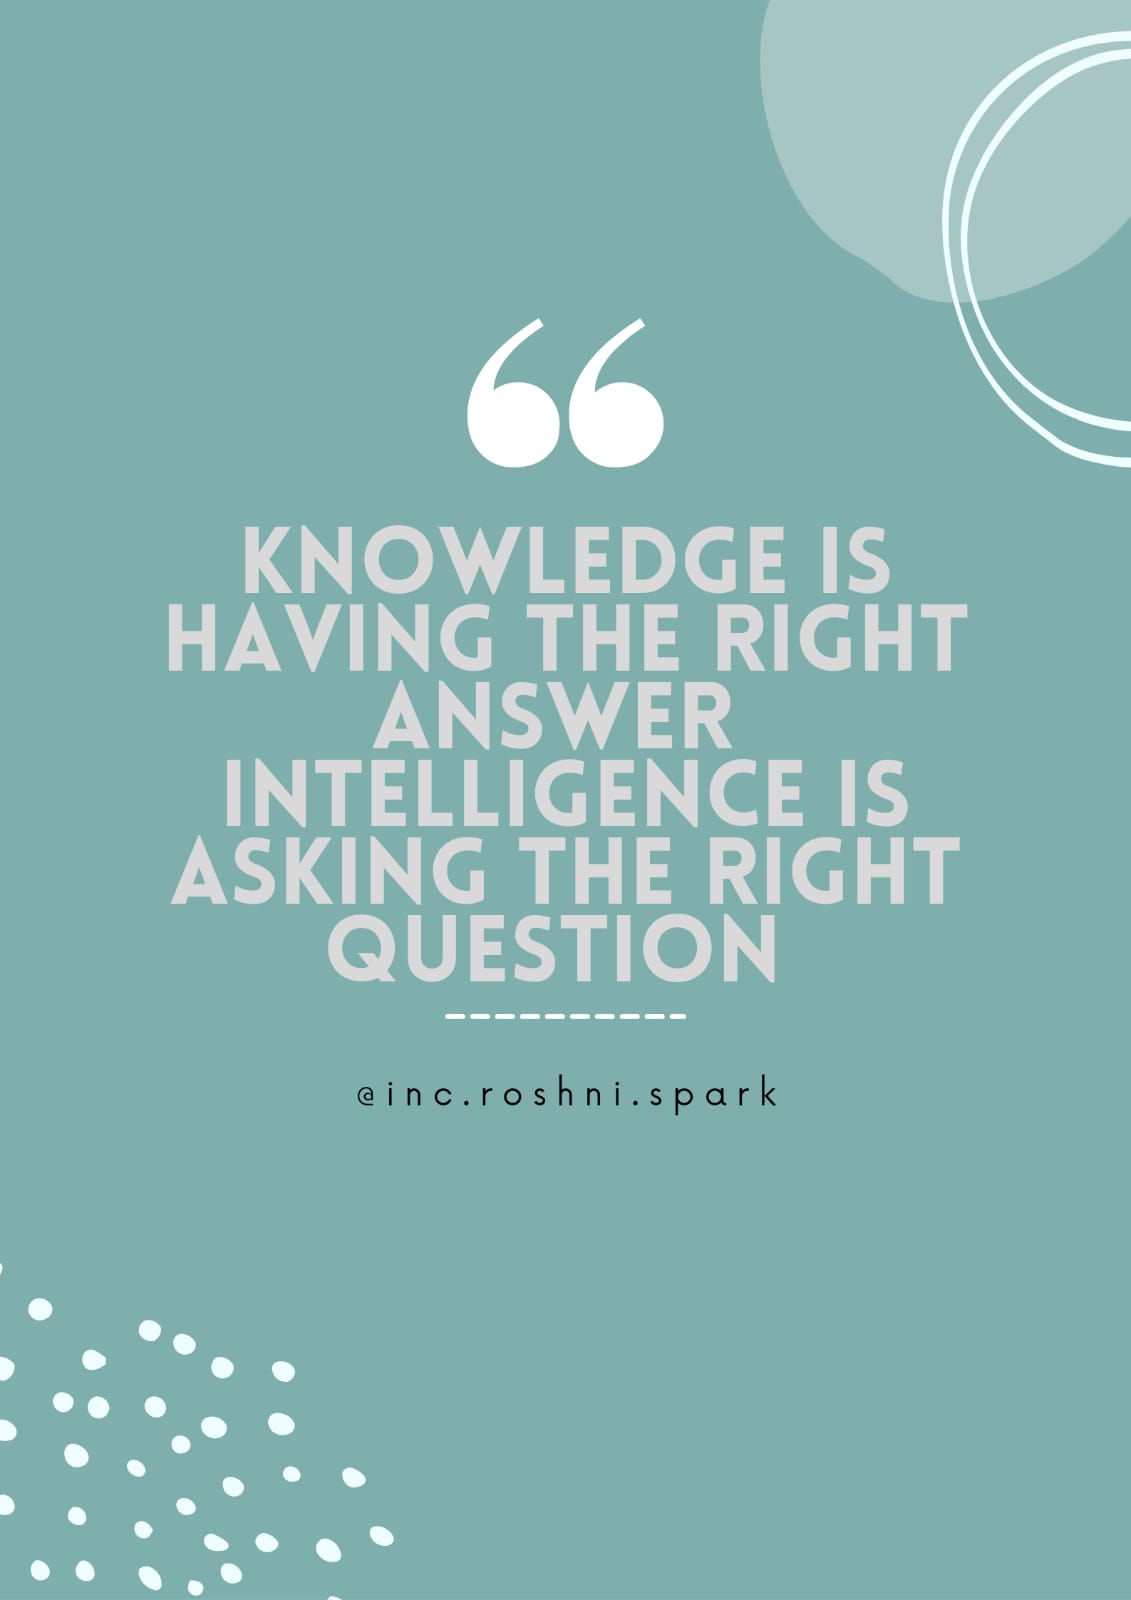 KNOWLEDGE IS
HAVING THE RIGHT
ANSWER
INTELLIGENCE IS
ASKING THE RIGHT
QUESTION
@inc.roshni.spark